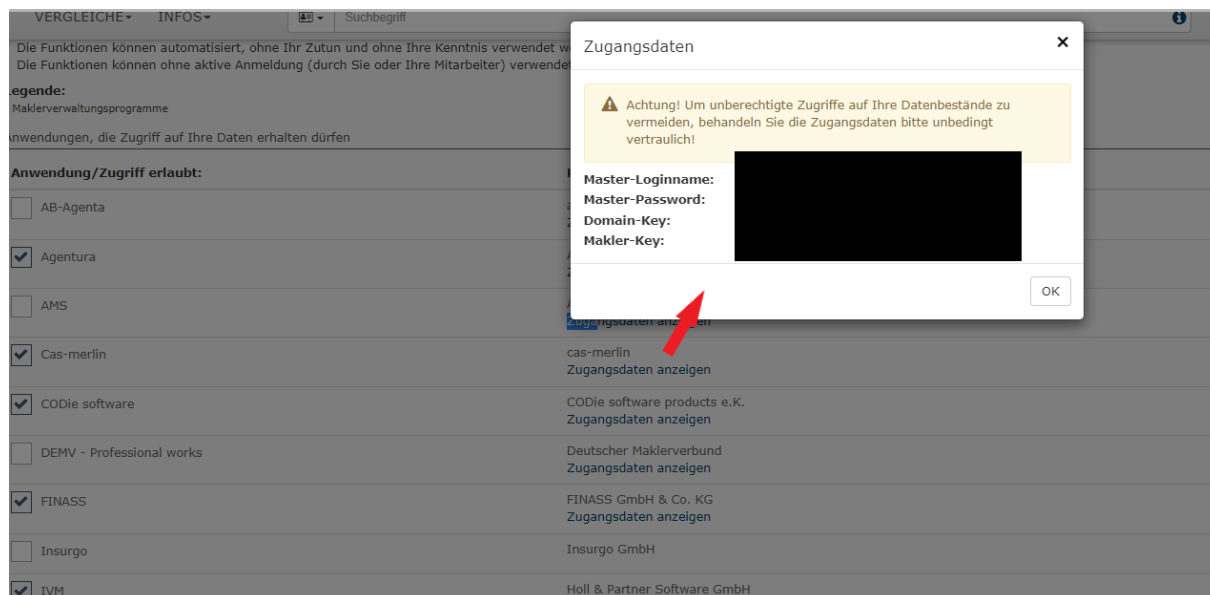 VERGLEICHE INFOS Suchbegriff
Die Funktionen können automatisiert, ohne Ihr Zutun und ohne Ihre Kenntnis verwendet
Die Funktionen können ohne aktive Anmeldung (durch Sie oder Ihre Mitarbeiter)
egende:
Maklerverwaltungsprogramme
nwendungen, die Zugriff auf Ihre Daten erhalten dürfen
Anwendung/Zugriff erlaubt:
AB-Agenta
Agentura
AMS
Zugangsdaten anzeigen
Cas-merlin
cas-merlin
Zugangsdaten anzeigen
CODie software
CODie software products e.K.
Zugangsdaten anzeigen
DEMV - Professional works
Deutscher Maklerverbund
Zugangsdaten anzeigen
FINASS
FINASS GmbH & Co. KG
Zugangsdaten anzeigen
Insurgo
Insurgo GmbH
IVM
Holl & Partner Software GmbH
Zugangsdaten
×
Achtung! Um unberechtigte Zugriffe auf Ihre Datenbestände zu
vermeiden, behandeln Sie die Zugangsdaten bitte unbedingt
vertraulich!
Master-Loginname:
Master-Password:
Domain-Key:
Makler-Key:
OK